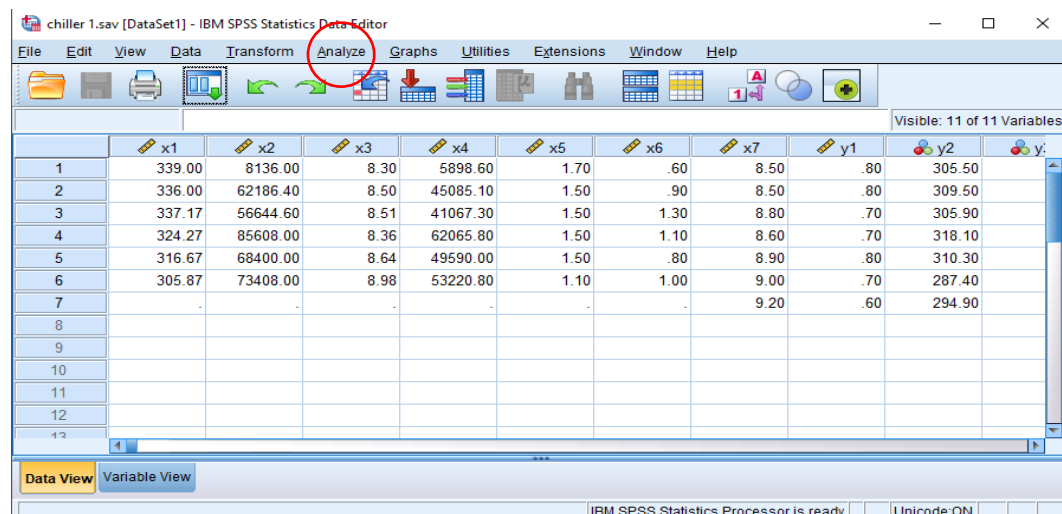 chiller 1.sav [DataSet1] - IBM SPSS Statistics Data Editor
File Edit View Data Transform Analyze Graphs Utilities Extensions Window Help
Visible: 11 of 11 Variables
x1 x2 x3 x4 x5 x6 x7 y1 y2
1 339.00 8136.00 8.30 5898.60 1.70 .60 8.50 .80 305.50
2 336.00 62186.40 8.50 45085.10 1.50 .90 8.50 .80 309.50
3 337.17 56644.60 8.51 41067.30 1.50 1.30 8.80 .70 305.90
4 324.27 85608.00 8.36 62065.80 1.50 1.10 8.60 .70 318.10
5 316.67 68400.00 8.64 49590.00 1.50 .80 8.90 .80 310.30
6 305.87 73408.00 8.98 53220.80 1.10 1.00 9.00 .70 287.40
7 . . . . . . 9.20 .60 294.90
8
9
10
11
12
13
Data View Variable View
IBM SPSS Statistics Processor is ready Unicode:ON